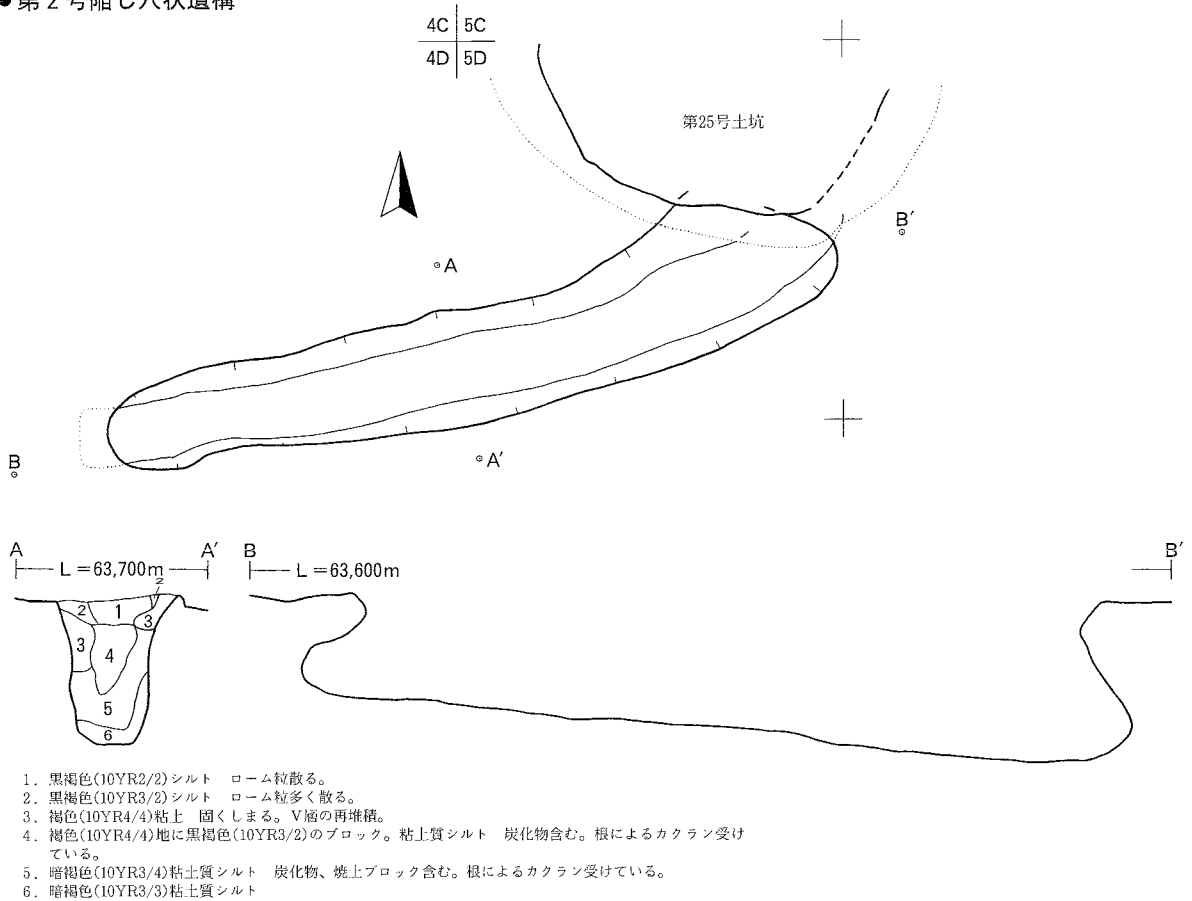 ●第2号陥し穴状遺構
4C 5C
4D 5D
第25号土坑
B′
A
A′
B
A A′ B B′
L=63,700m L=63,600m
2
2 1 3
3 4
5
6
1. 黒褐色(10YR2/2)シルト ローム粒散る。
2. 黒褐色(10YR3/2)シルト ローム粒多く散る。
3. 褐色(10YR4/4)粘土 固くしまる。V層の再堆積。
4. 褐色(10YR4/4)地に黒褐色(10YR3/2)のブロック。粘土質シルト 炭化物含む。根によるカクラン受け
ている。
5. 暗褐色(10YR3/4)粘土質シルト 炭化物、焼土ブロック含む。根によるカクラン受けている。
6. 暗褐色(10YR3/3)粘土質シルト